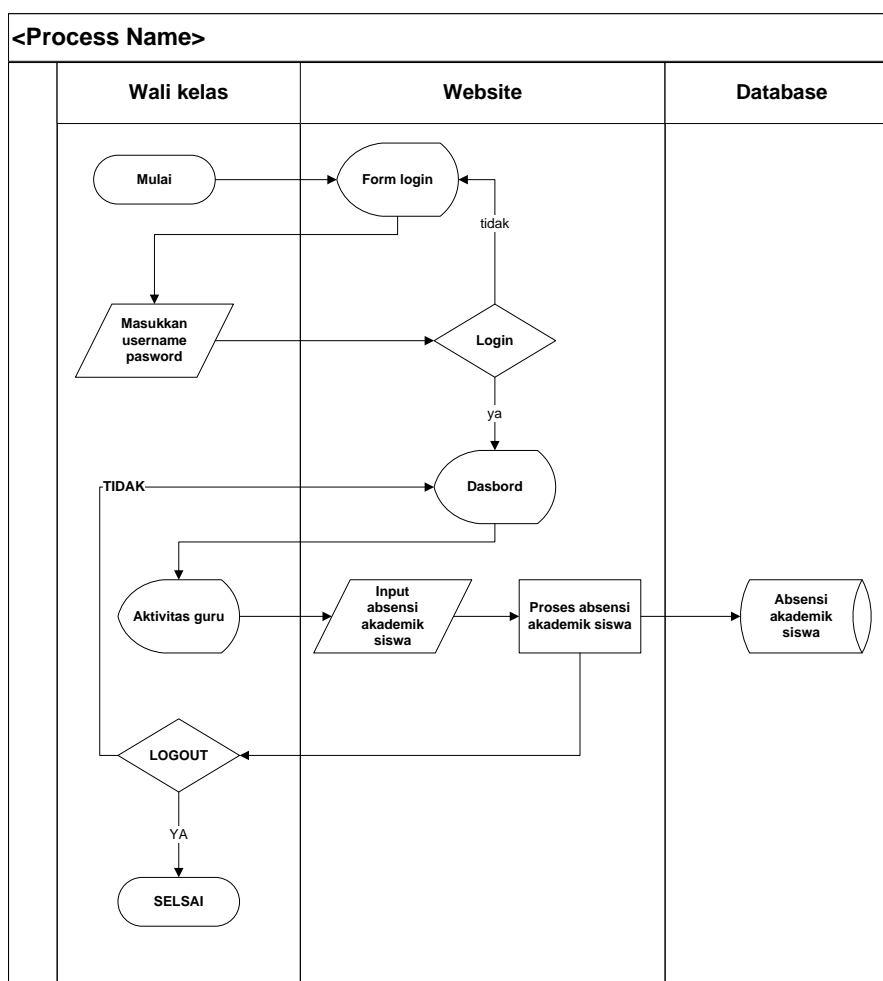 <Process Name>
Wali kelas
Website
Database
Mulai
Form login
tidak
Masukkan
username
pasword
Login
ya
Dasbord
TIDAK
Aktivitas guru
Input
absensi
akademik
siswa
Proses absensi
akademik siswa
Absensi
akademik
siswa
LOGOUT
YA
SELSAI